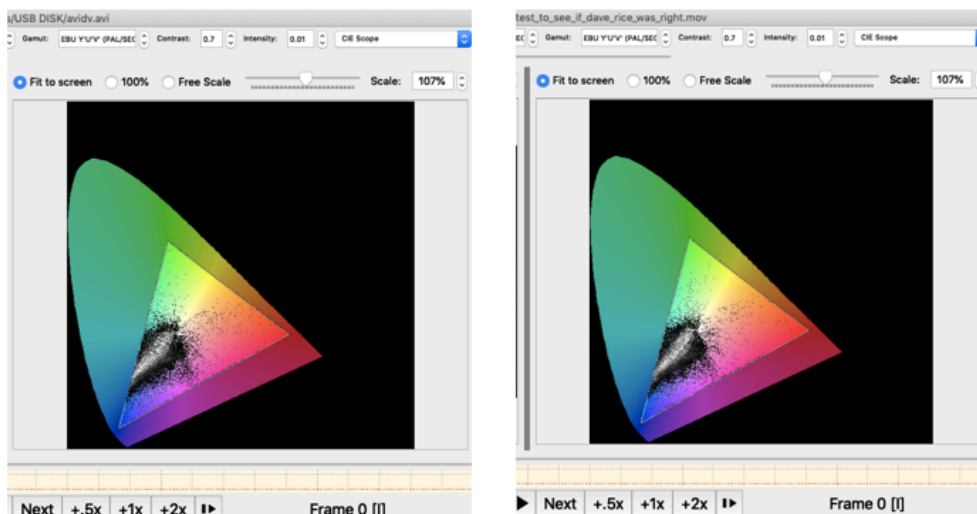 s/USB DISK/avidv.avi
Gamut: EBU Y'U'V' (PAL/SEC Contrast: 0.7 Intensity: 0.01 CIE Scope
Fit to screen 100% Free Scale Scale: 107%
Next +.5x +1x +2x Frame 0 [I]
test_to_see_if_dave_rice_was_right.mov
Gamut: EBU Y'U'V' (PAL/SEC Contrast: 0.7 Intensity: 0.01 CIE Scope
Fit to screen 100% Free Scale Scale: 107%
Next +.5x +1x +2x Frame 0 [I]